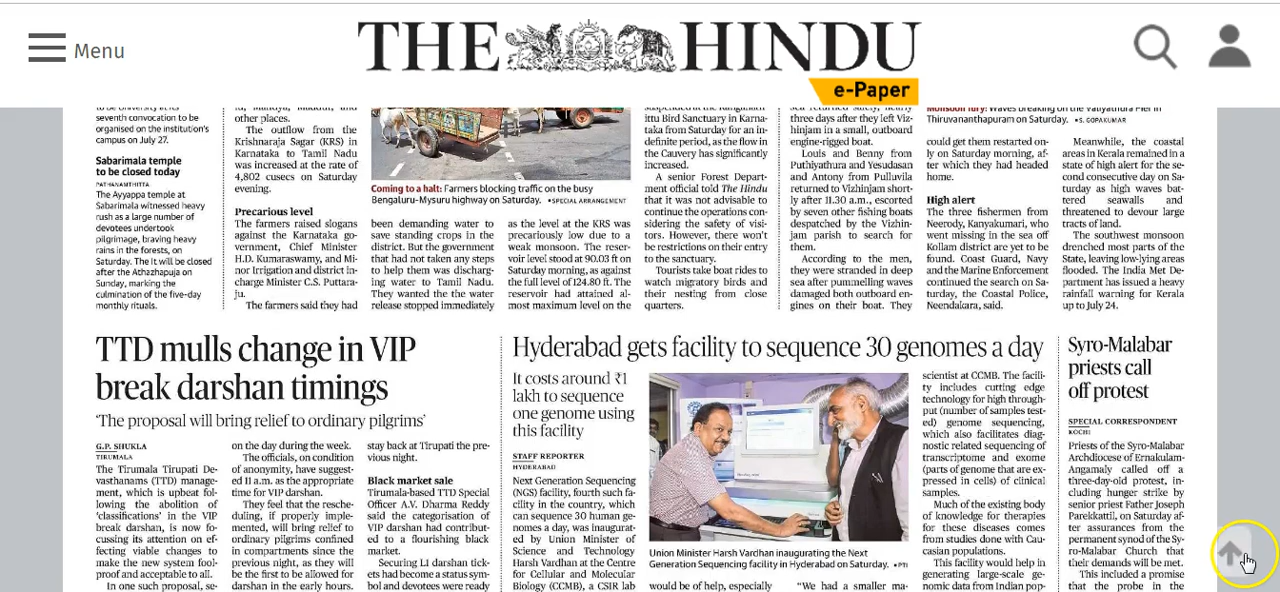 Menu
THE HINDU
e-Paper
to be University at its
seventh convocation to be
organised on the institution's
campus on July 27.
Sabarimala temple
to be closed today
PATHANAMTHITTA
The Ayyappa temple at
Sabarimala witnessed heavy
rush as a large number of
devotees undertook
pilgrimage, braving heavy
rains in the forests, on
Saturday. The It will be closed
after the Athazhapuja on
Sunday, marking the
culmination of the five-day
monthly rituals.
other places.
The outflow from the
Krishnaraja Sagar (KRS) in
Karnataka to Tamil Nadu
was increased at the rate of
4,802 cusecs on Saturday
evening.
Precarious level
The farmers raised slogans
against the Karnataka go-
vernment, Chief Minister
H.D. Kumaraswamy, and Mi-
nor Irrigation and district in-
charge Minister C.S. Puttara-
ju.
The farmers said they had
Coming to a halt: Farmers blocking traffic on the busy
Bengaluru-Mysuru highway on Saturday. •SPECIAL ARRANGEMENT
been demanding water to
save standing crops in the
district. But the government
that had not taken any steps
to help them was discharg-
ing water to Tamil Nadu.
They wanted the the water
release stopped immediately
as the level at the KRS was
precariously low due to a
weak monsoon. The reser-
voir level stood at 90.03 ft on
Saturday morning, as against
the full level of 124.80 ft. The
reservoir had attained al-
most maximum level on the
suspended at the Ranganath-
ittu Bird Sanctuary in Karna-
taka from Saturday for an in-
definite period, as the flow in
the Cauvery has significantly
increased.
A senior Forest Depart-
ment official told The Hindu
that it was not advisable to
continue the operations con-
sidering the safety of visi-
tors. However, there won't
be restrictions on their entry
to the sanctuary.
Tourists take boat rides to
watch migratory birds and
their nesting from close
quarters.
sea returned safely, nearly
three days after they left Viz-
hinjam in a small, outboard
engine-rigged boat.
Louis and Benny from
Puthiyathura and Yesudasan
and Antony from Pulluvila
returned to Vizhinjam short-
ly after 11.30 a.m., escorted
by seven other fishing boats
despatched by the Vizhin-
jam parish to search for
them.
According to the men,
they were stranded in deep
sea after pummelling waves
damaged both outboard en-
gines on their boat. They
Monsoon fury: Waves breaking on the Valiyathura Pier in
Thiruvananthapuram on Saturday. •S. GOPAKUMAR
could get them restarted on-
ly on Saturday morning, af-
ter which they had headed
home.
High alert
The three fishermen from
Neerody, Kanyakumari, who
went missing in the sea off
Kollam district are yet to be
found. Coast Guard, Navy
and the Marine Enforcement
continued the search on Sa-
turday, the Coastal Police,
Neendakara, said.
Meanwhile, the coastal
areas in Kerala remained in a
state of high alert for the se-
cond consecutive day on Sa-
turday as high waves bat-
tered seawalls and
threatened to devour large
tracts of land.
The southwest monsoon
drenched most parts of the
State, leaving low-lying areas
flooded. The India Met De-
partment has issued a heavy
rainfall warning for Kerala
up to July 24.
TTD mulls change in VIP
break darshan timings
‘The proposal will bring relief to ordinary pilgrims’
G.P. SHUKLA
TIRUMALA
The Tirumala Tirupati De-
vasthanams (TTD) manage-
ment, which is upbeat fol-
lowing the abolition of
‘classifications’ in the VIP
break darshan, is now fo-
cussing its attention on ef-
fecting viable changes to
make the new system fool-
proof and acceptable to all.
In one such proposal, se-
on the day during the week.
The officials, on condition
of anonymity, have suggest-
ed 11 a.m. as the appropriate
time for VIP darshan.
They feel that the resche-
duling, if properly imple-
mented, will bring relief to
ordinary pilgrims confined
in compartments since the
previous night, as they will
be the first to be allowed for
darshan in the early hours.
stay back at Tirupati the pre-
vious night.
Black market sale
Tirumala-based TTD Special
Officer A.V. Dharma Reddy
said the categorisation of
VIP darshan had contribut-
ed to a flourishing black
market.
Securing L1 darshan tick-
ets had become a status sym-
bol and devotees were ready
Hyderabad gets facility to sequence 30 genomes a day
It costs around ₹1
lakh to sequence
one genome using
this facility
STAFF REPORTER
HYDERABAD
Next Generation Sequencing
(NGS) facility, fourth such fa-
cility in the country, which
can sequence 30 human ge-
nomes a day, was inaugurat-
ed by Union Minister of
Science and Technology
Harsh Vardhan at the Centre
for Cellular and Molecular
Biology (CCMB), a CSIR lab
Union Minister Harsh Vardhan inaugurating the Next
Generation Sequencing facility in Hyderabad on Saturday. •PTI
would be of help, especially
“We had a smaller ma-
scientist at CCMB. The facili-
ty includes cutting edge
technology for high through-
put (number of samples test-
ed) genome sequencing,
which also facilitates diag-
nostic related sequencing of
transcriptome and exome
(parts of genome that are ex-
pressed in cells) of clinical
samples.
Much of the existing body
of knowledge for therapies
for these diseases comes
from studies done with Cau-
casian populations.
This facility would help in
generating large-scale ge-
nomic data from Indian pop-
Syro-Malabar
priests call
off protest
SPECIAL CORRESPONDENT
KOCHI
Priests of the Syro-Malabar
Archdiocese of Ernakulam-
Angamaly called off a
three-day-old protest, in-
cluding hunger strike by
senior priest Father Joseph
Parekkattil, on Saturday af-
ter assurances from the
permanent synod of the Sy-
ro-Malabar Church that
their demands will be met.
This included a promise
that the probe in the